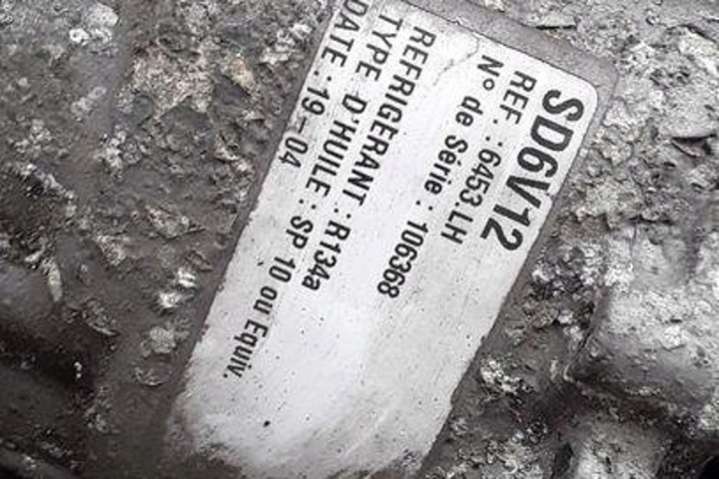 SD6V12
REF. : 6453.LH
N° de Série : 106368
REFRIGERANT : R134a
TYPE D'HUILE : SP 10 ou Equiv.
DATE : 19-04